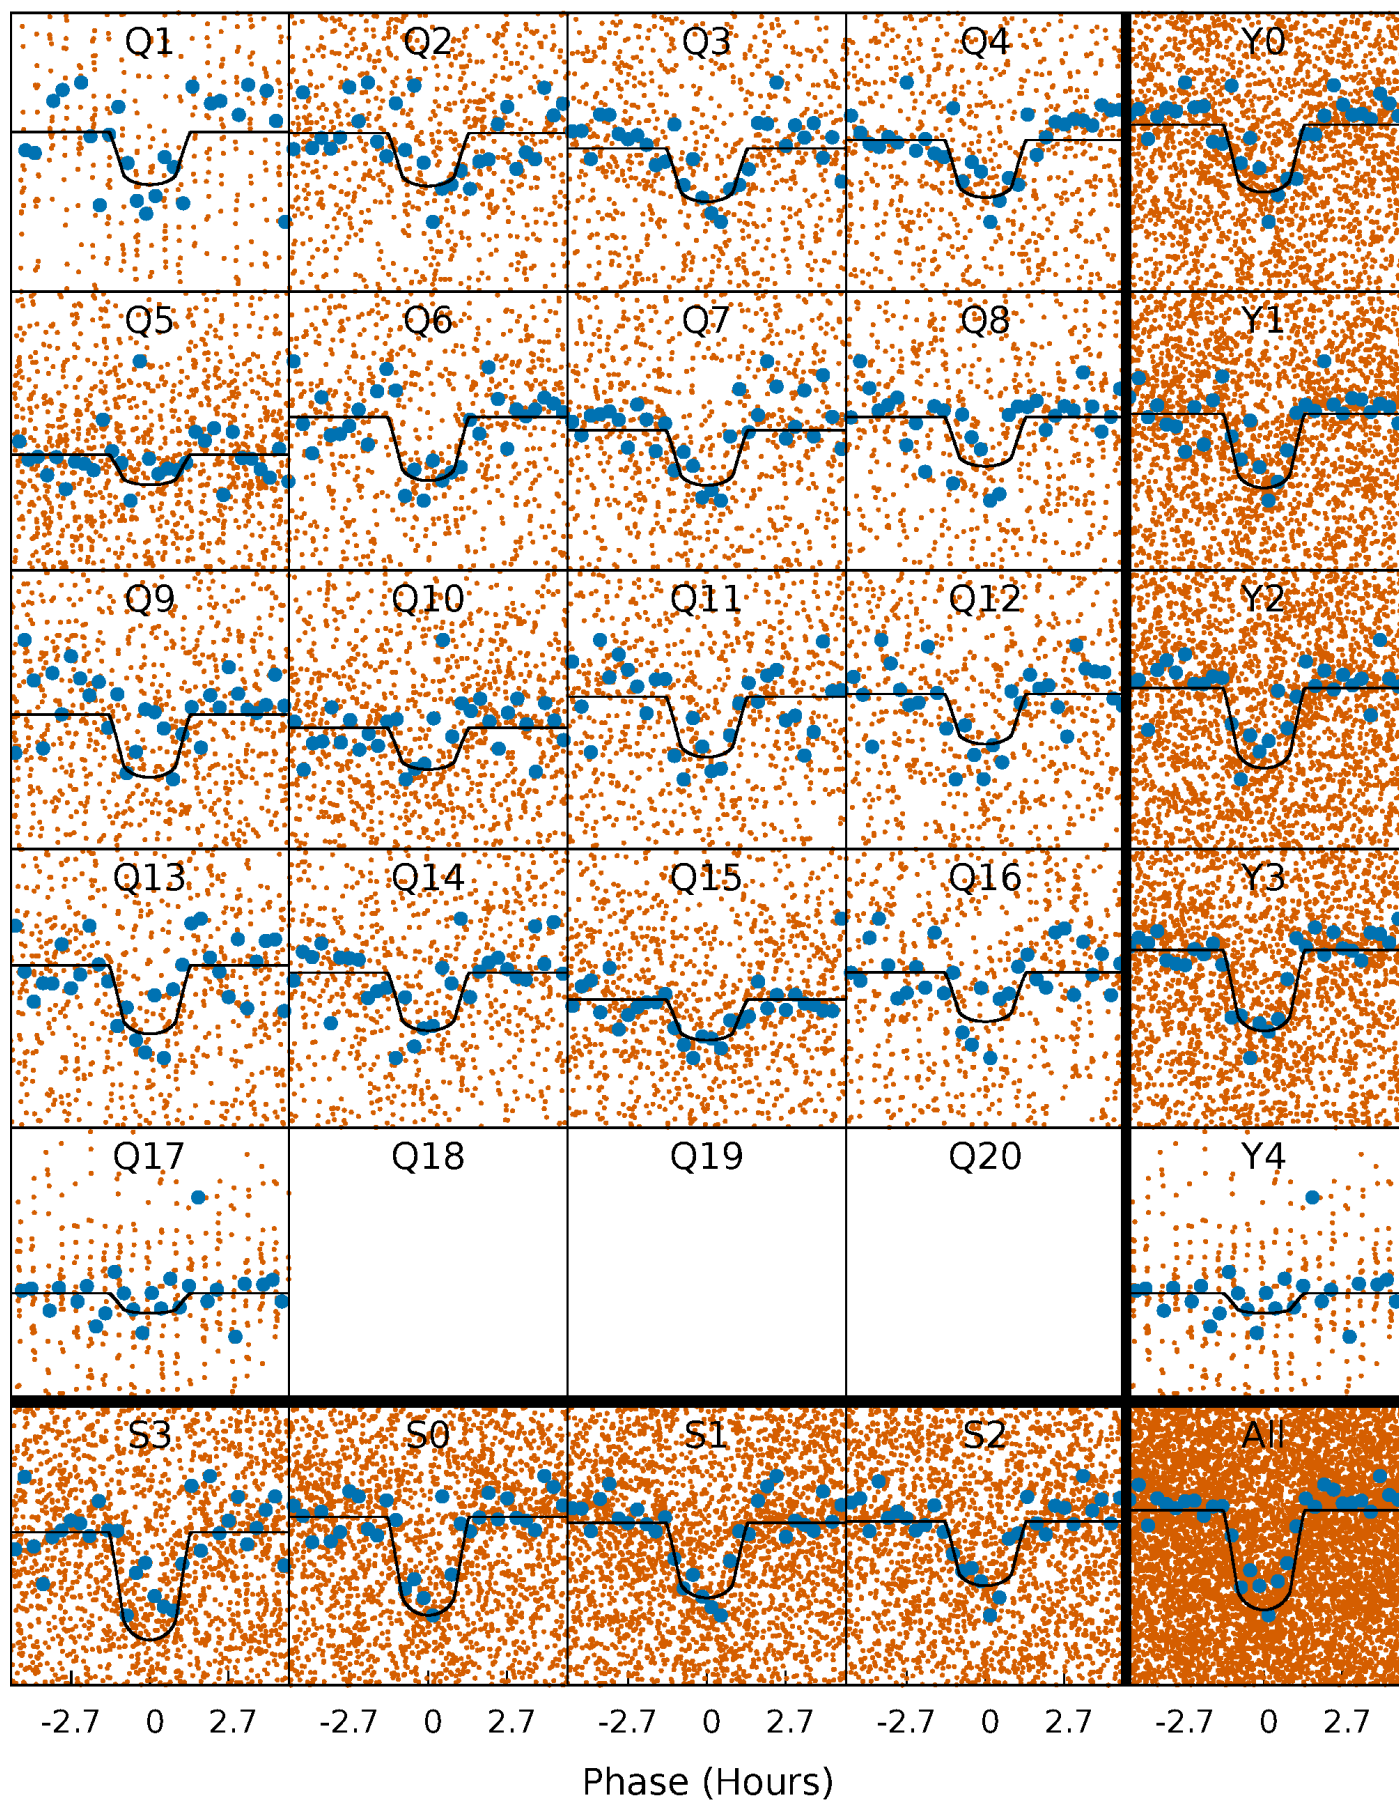 Q1 Q2 Q3 Q4 Y0
Q5 Q6 Q7 Q8 Y1
Q9 Q10 Q11 Q12 Y2
Q13 Q14 Q15 Q16 Y3
Q17 Q18 Q19 Q20 Y4
S3 S0 S1 S2 All
-2.7 0 2.7 -2.7 0 2.7 -2.7 0 2.7 -2.7 0 2.7 -2.7 0 2.7
Phase (Hours)